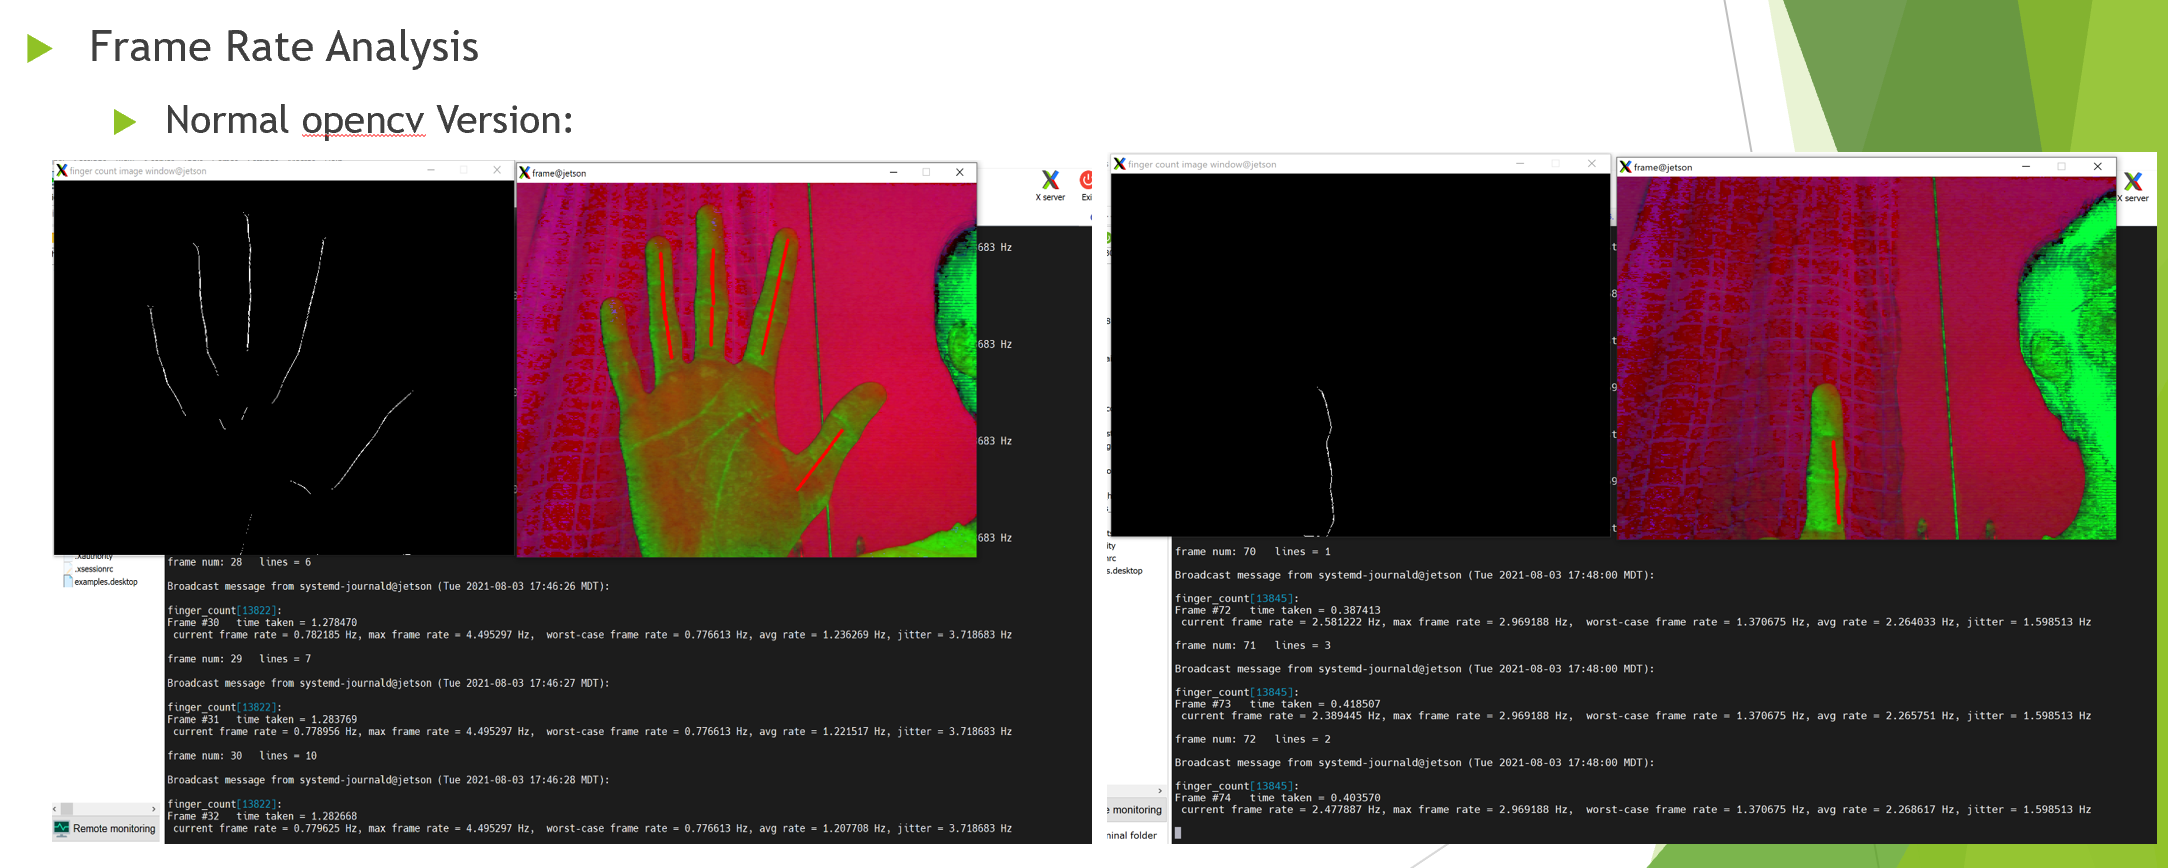 Frame Rate Analysis
Normal opencv Version:
finger count image window@jetson
frame@jetson
X server
683 Hz
683 Hz
683 Hz
683 Hz
.Xauthority
.xsessionrc
examples.desktop
Remote monitoring
frame num: 28 lines = 6
Broadcast message from systemd-journald@jetson (Tue 2021-08-03 17:46:26 MDT):
finger_count[13822]:
Frame #30 time taken = 1.278470
current frame rate = 0.782185 Hz, max frame rate = 4.495297 Hz, worst-case frame rate = 0.776613 Hz, avg rate = 1.236269 Hz, jitter = 3.718683 Hz
frame num: 29 lines = 7
Broadcast message from systemd-journald@jetson (Tue 2021-08-03 17:46:27 MDT):
finger_count[13822]:
Frame #31 time taken = 1.283769
current frame rate = 0.778956 Hz, max frame rate = 4.495297 Hz, worst-case frame rate = 0.776613 Hz, avg rate = 1.221517 Hz, jitter = 3.718683 Hz
frame num: 30 lines = 10
Broadcast message from systemd-journald@jetson (Tue 2021-08-03 17:46:28 MDT):
finger_count[13822]:
Frame #32 time taken = 1.282668
current frame rate = 0.779625 Hz, max frame rate = 4.495297 Hz, worst-case frame rate = 0.776613 Hz, avg rate = 1.207708 Hz, jitter = 3.718683 Hz
finger count image window@jetson
frame@jetson
X server
s.desktop
e monitoring
minal folder
frame num: 70 lines = 1
Broadcast message from systemd-journald@jetson (Tue 2021-08-03 17:48:00 MDT):
finger_count[13845]:
Frame #72 time taken = 0.387413
current frame rate = 2.581222 Hz, max frame rate = 2.969188 Hz, worst-case frame rate = 1.370675 Hz, avg rate = 2.264033 Hz, jitter = 1.598513 Hz
frame num: 71 lines = 3
Broadcast message from systemd-journald@jetson (Tue 2021-08-03 17:48:00 MDT):
finger_count[13845]:
Frame #73 time taken = 0.418507
current frame rate = 2.389445 Hz, max frame rate = 2.969188 Hz, worst-case frame rate = 1.370675 Hz, avg rate = 2.265751 Hz, jitter = 1.598513 Hz
frame num: 72 lines = 2
Broadcast message from systemd-journald@jetson (Tue 2021-08-03 17:48:00 MDT):
finger_count[13845]:
Frame #74 time taken = 0.403570
current frame rate = 2.477887 Hz, max frame rate = 2.969188 Hz, worst-case frame rate = 1.370675 Hz, avg rate = 2.268617 Hz, jitter = 1.598513 Hz